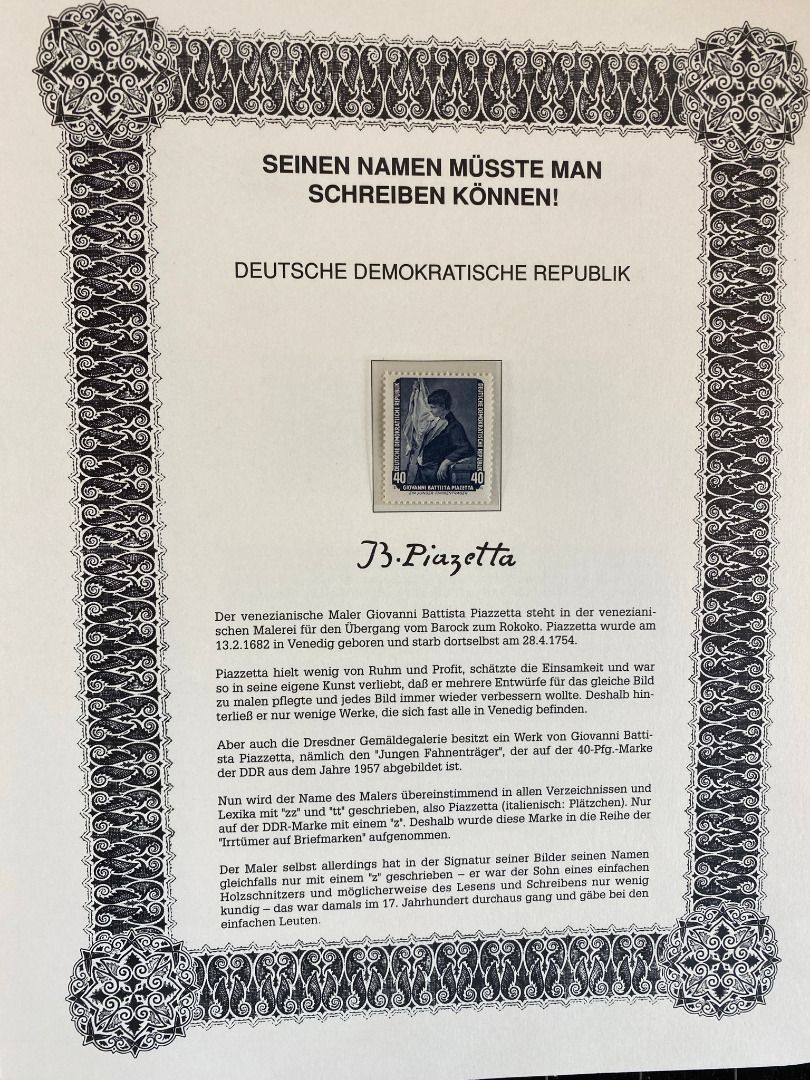 SEINEN NAMEN MÜSSTE MAN
SCHREIBEN KÖNNEN!
DEUTSCHE DEMOKRATISCHE REPUBLIK
DEUTSCHE DEMOKRATISCHE REPUBLIK
DEUTSCHE DEMOKRATISCHE REPUBLIK
40 40
GIOVANNI BATTISTA PIAZETTA
EIN JUNGER FAHNENTRÄGER
B. Piazetta
Der venezianische Maler Giovanni Battista Piazzetta steht in der veneziani-
schen Malerei für den Übergang vom Barock zum Rokoko. Piazetta wurde am
13.2.1682 in Venedig geboren und starb dortselbst am 28.4.1754.
Piazzetta hielt wenig von Ruhm und Profit, schätzte die Einsamkeit und war
so in seine eigene Kunst verliebt, daß er mehrere Entwürfe für das gleiche Bild
zu malen pflegte und jedes Bild immer wieder verbessern wollte. Deshalb hin-
terließ er nur wenige Werke, die sich fast alle in Venedig befinden.
Aber auch die Dresdner Gemäldegalerie besitzt ein Werk von Giovanni Batti-
sta Piazzetta, nämlich den "Jungen Fahnenträger", der auf der 40-Pfg.-Marke
der DDR aus dem Jahre 1957 abgebildet ist.
Nun wird der Name des Malers übereinstimmend in allen Verzeichnissen und
Lexika mit "zz" und "tt" geschrieben, also Piazzetta (italienisch: Plätzchen). Nur
auf der DDR-Marke mit einem "z". Deshalb wurde diese Marke in die Reihe der
"Irrtümer auf Briefmarken" aufgenommen.
Der Maler selbst allerdings hat in der Signatur seiner Bilder seinen Namen
gleichfalls nur mit einem "z" geschrieben – er war der Sohn eines einfachen
Holzschnitzers und möglicherweise des Lesens und Schreibens nur wenig
kundig – das war damals im 17. Jahrhundert durchaus gang und gäbe bei den
einfachen Leuten.